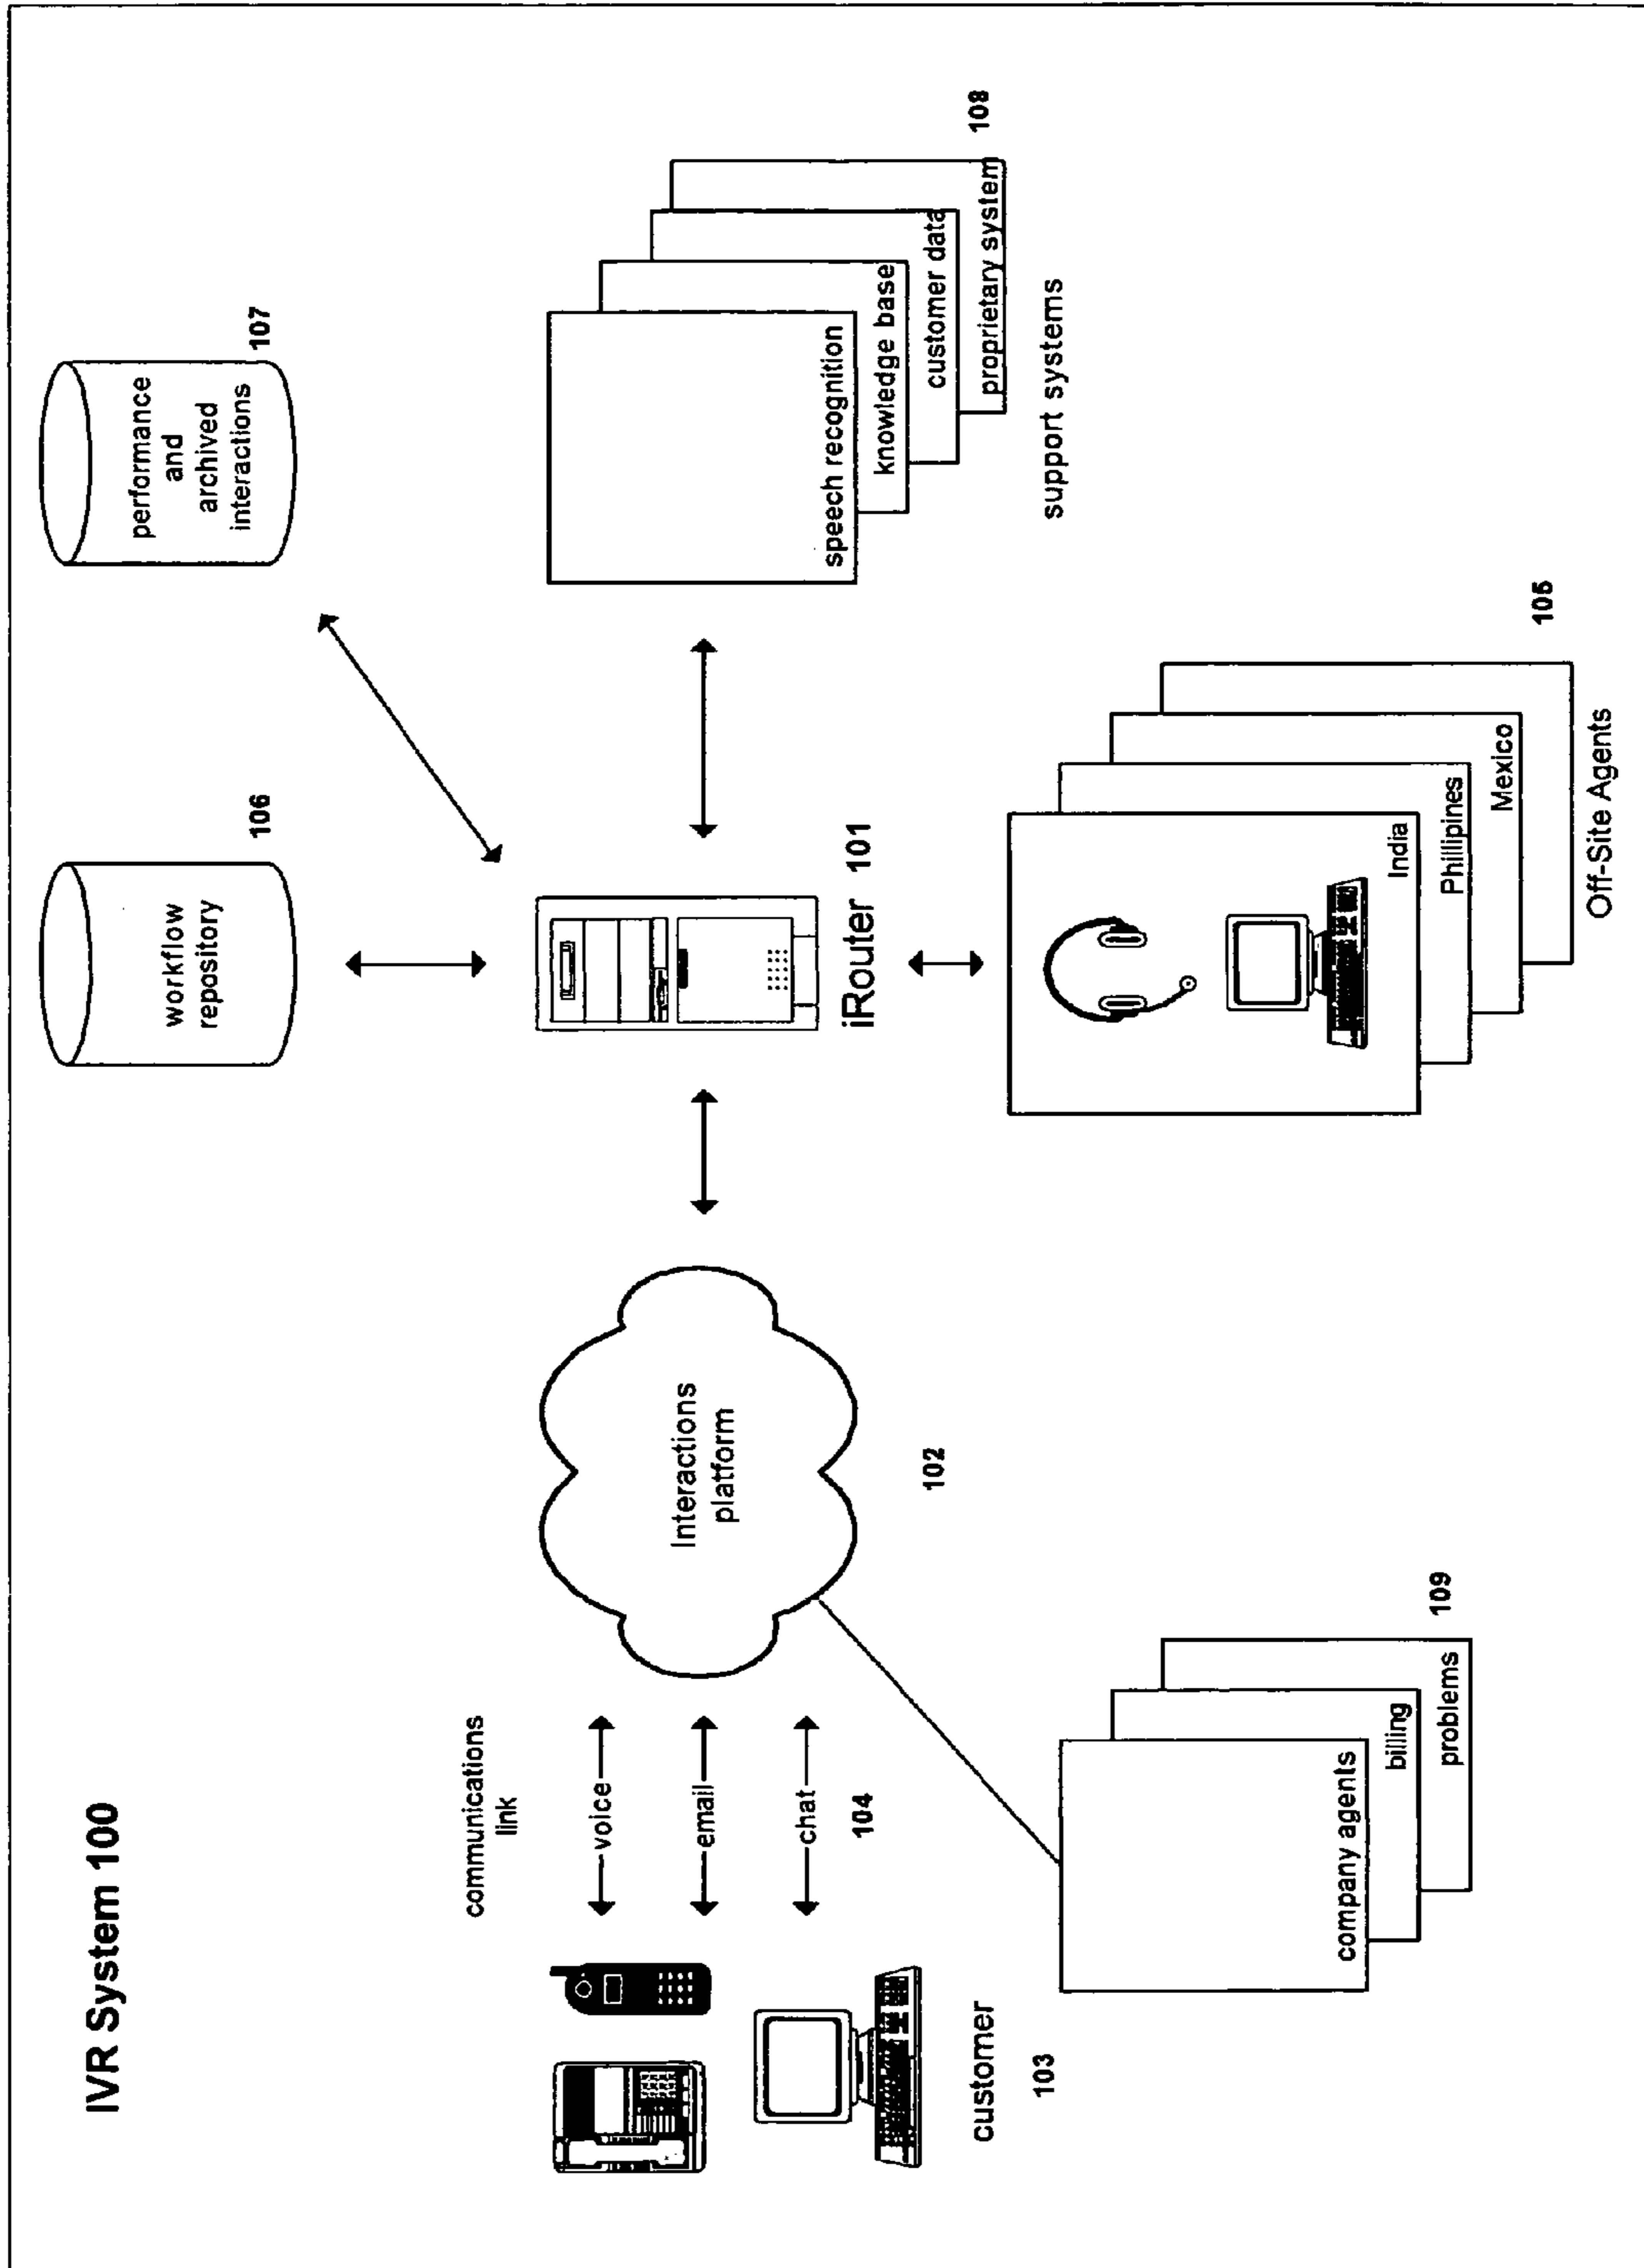 IVR System 100
communications
link
voice
email
chat
104
customer
103
Interactions
platform
102
company agents
billing
problems
109
workflow
repository
106
performance
and
archived
interactions
107
iRouter 101
speech recognition
knowledge base
customer data
proprietary system
108
support systems
India
Phillipines
Mexico
105
Off-Site Agents